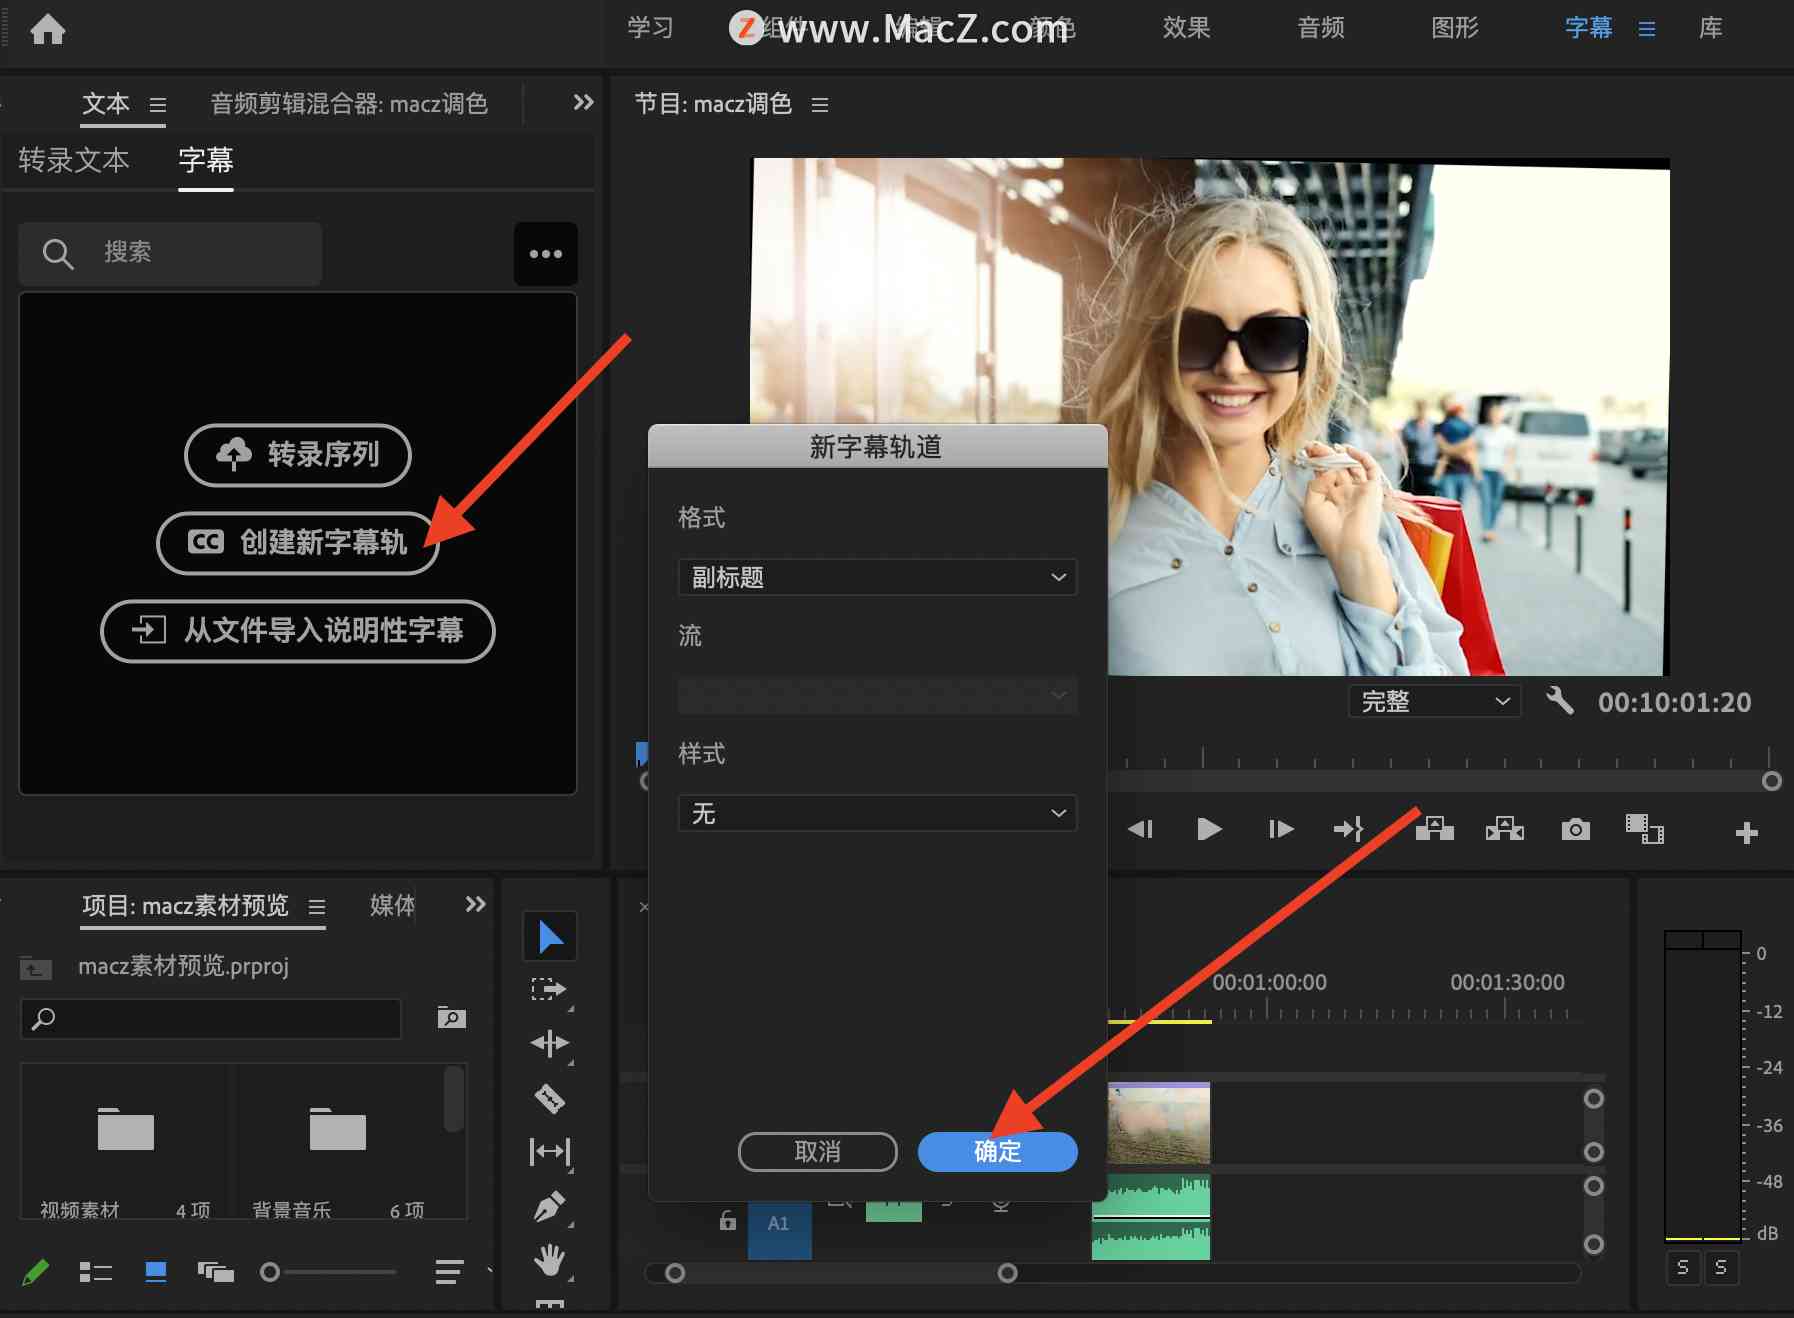 学习
组件
编辑
颜色
效果
音频
图形
字幕
库
www.MacZ.com
文本
音频剪辑混合器: macz调色
节目: macz调色
转录文本
字幕
搜索
转录序列
CC 创建新字幕轨
从文件导入说明性字幕
新字幕轨道
格式
副标题
流
样式
无
取消
确定
完整
00:10:01:20
项目: macz素材预览
媒体
macz素材预览.prproj
视频素材
4 项
背景音乐
6 项
00:01:00:00
00:01:30:00
A1
0
-12
-24
-36
-48
dB
S
S